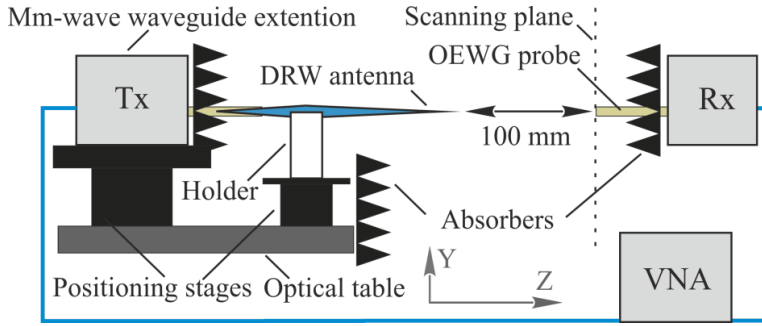 Mm-wave waveguide extention
Scanning plane
OEWG probe
DRW antenna
Tx
Rx
100 mm
Holder
Absorbers
Y
Z
VNA
Positioning stages
Optical table